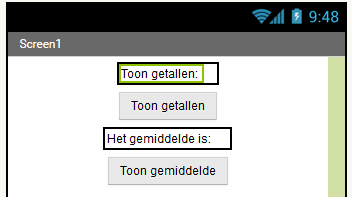 9:48
Screen1
Toon getallen:
Toon getallen
Het gemiddelde is:
Toon gemiddelde